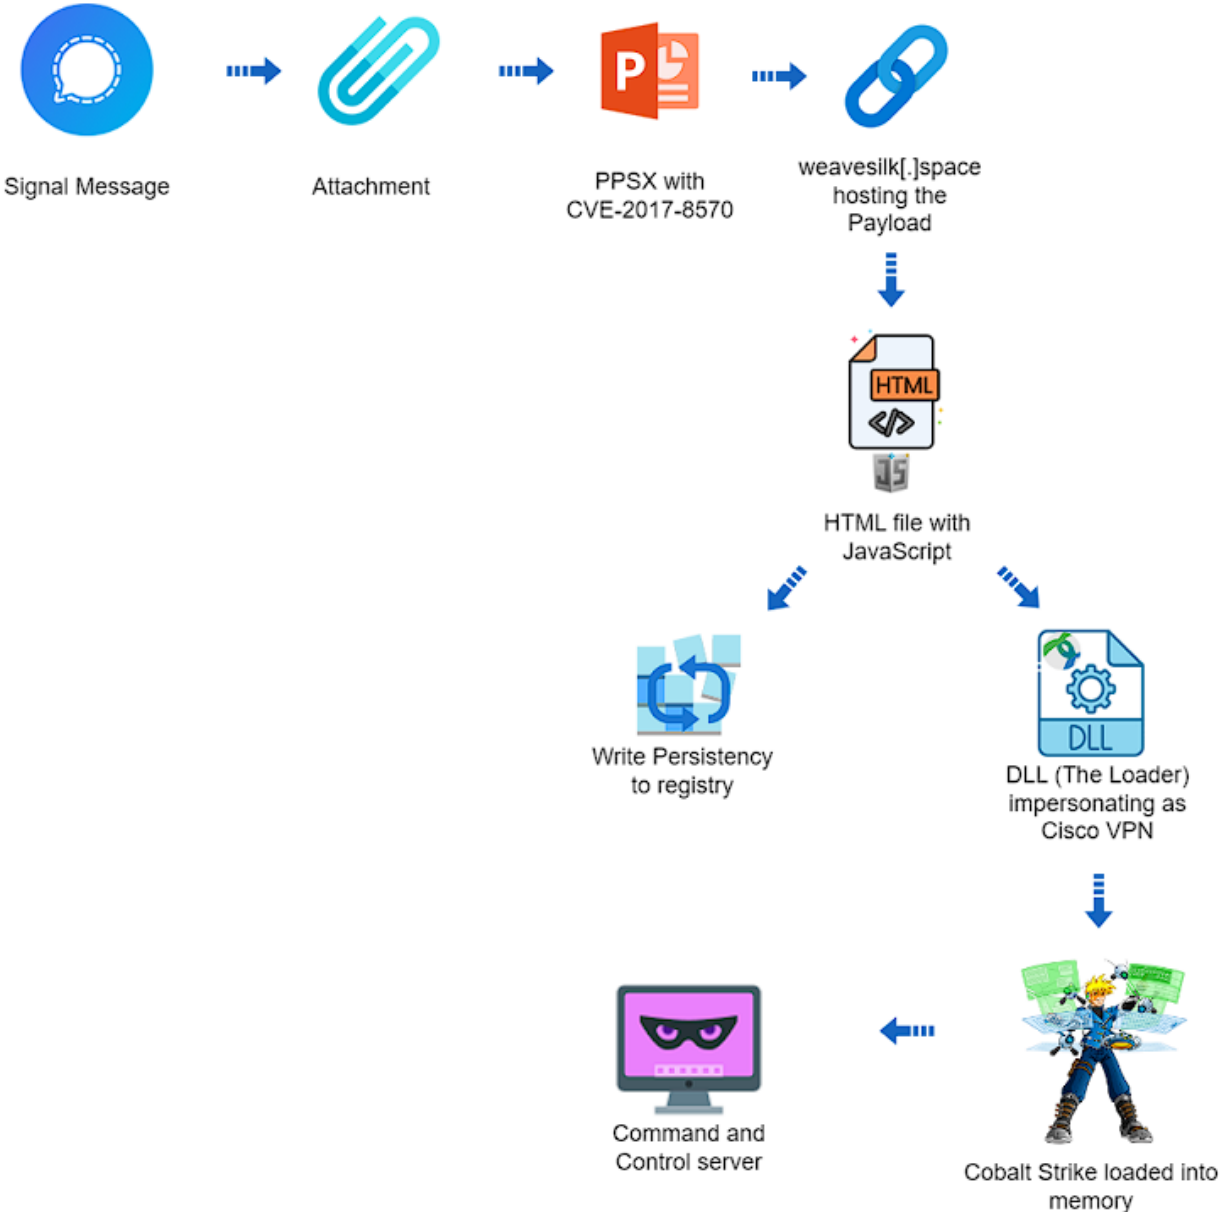 Signal Message
Attachment
P
PPSX with
CVE-2017-8570
weavesilk[.]space
hosting the
Payload
HTML
</>
JS
HTML file with
JavaScript
Write Persistency
to registry
DLL
DLL (The Loader)
impersonating as
Cisco VPN
Command and
Control server
Cobalt Strike loaded into
memory